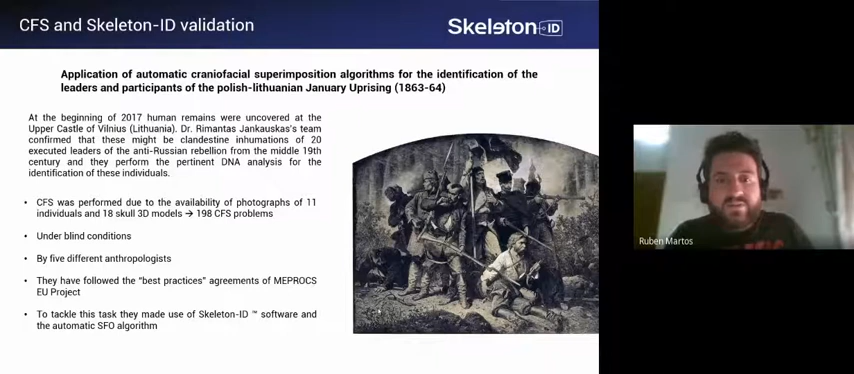 CFS and Skeleton-ID validation
Skeleton ID
Application of automatic craniofacial superimposition algorithms for the identification of the
leaders and participants of the polish-lithuanian January Uprising (1863-64)
At the beginning of 2017 human remains were uncovered at the
Upper Castle of Vilnius (Lithuania). Dr. Rimantas Jankauskas's team
confirmed that these might be clandestine inhumations of 20
executed leaders of the anti-Russian rebellion from the middle 19th
century and they perform the pertinent DNA analysis for the
identification of these individuals.
• CFS was performed due to the availability of photographs of 11
individuals and 18 skull 3D models → 198 CFS problems
• Under blind conditions
• By five different anthropologists
• They have followed the “best practices” agreements of MEPROCS
EU Project
• To tackle this task they made use of Skeleton-ID ™ software and
the automatic SFO algorithm
Ruben Martos